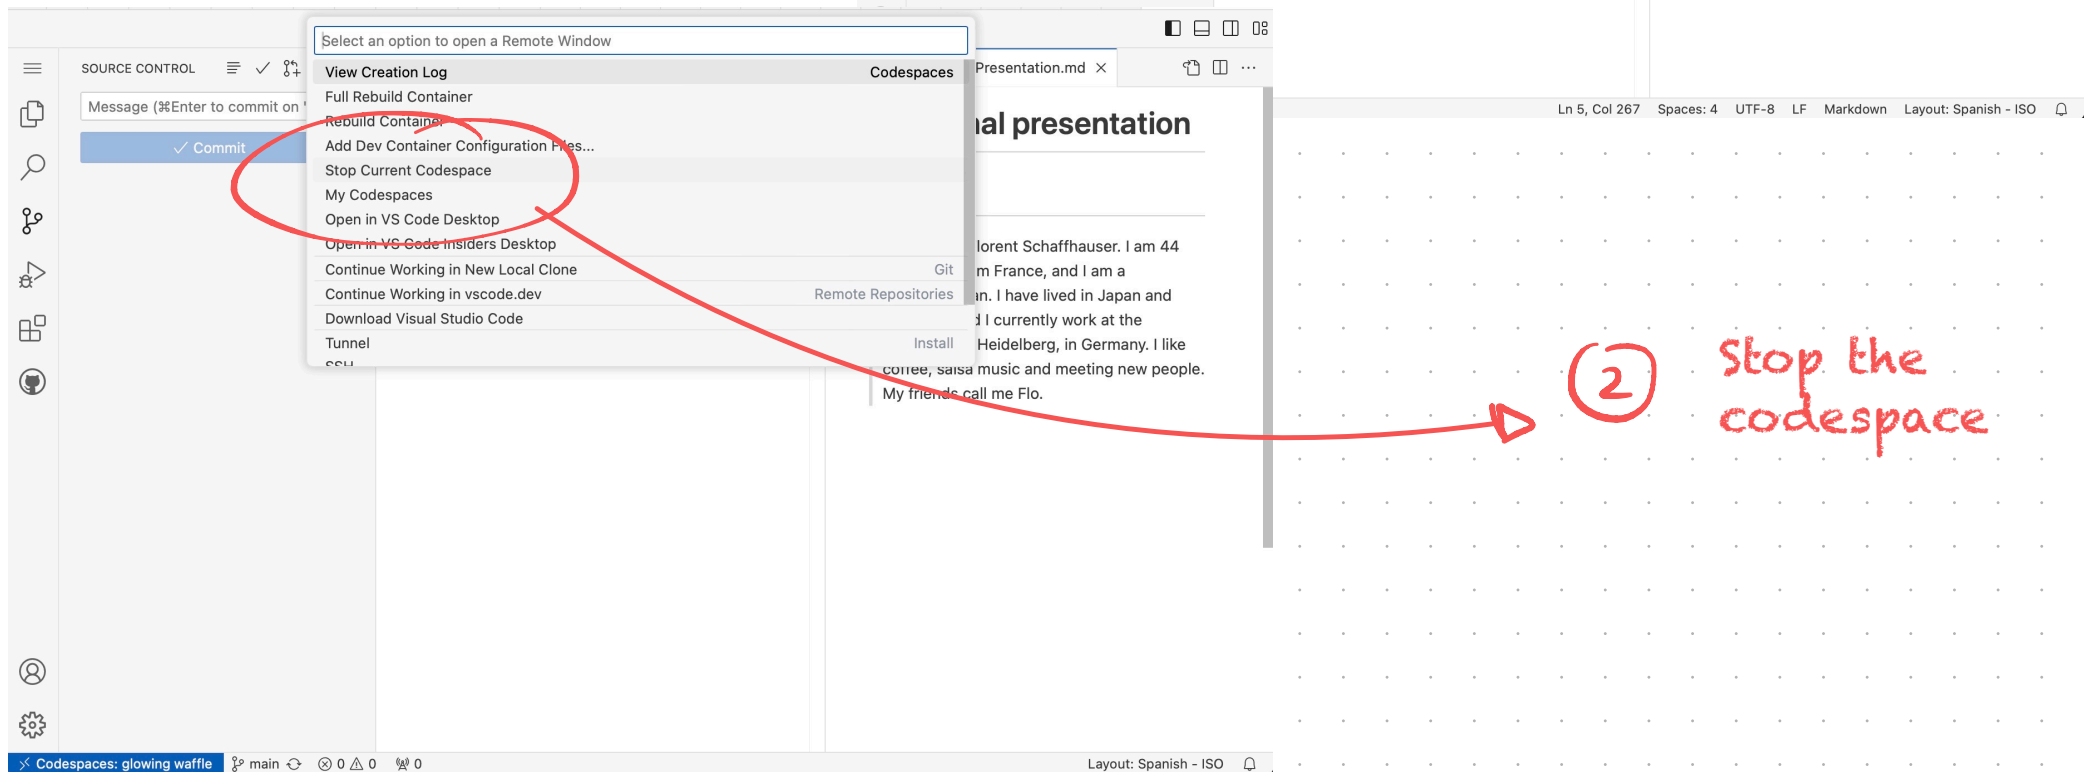 Select an option to open a Remote Window
SOURCE CONTROL
Message (⌘Enter to commit on "
Commit
View Creation Log Codespaces
Full Rebuild Container
Rebuild Container
Add Dev Container Configuration Files...
Stop Current Codespace
My Codespaces
Open in VS Code Desktop
Open in VS Code Insiders Desktop
Continue Working in New Local Clone Git
Continue Working in vscode.dev Remote Repositories
Download Visual Studio Code
Tunnel Install
SSH
Presentation.md
nal presentation
lorent Schaffhauser. I am 44
m France, and I am a
an. I have lived in Japan and
d I currently work at the
Heidelberg, in Germany. I like
coffee, salsa music and meeting new people.
My friends call me Flo.
Codespaces: glowing waffle main 0 0 0 Layout: Spanish - ISO
Ln 5, Col 267 Spaces: 4 UTF-8 LF Markdown Layout: Spanish - ISO
2 Stop the
codespace